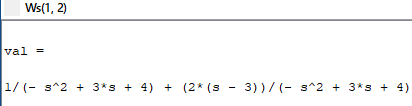 Ws(1, 2)
val =
1/(- s^2 + 3*s + 4) + (2*(s - 3))/(- s^2 + 3*s + 4)